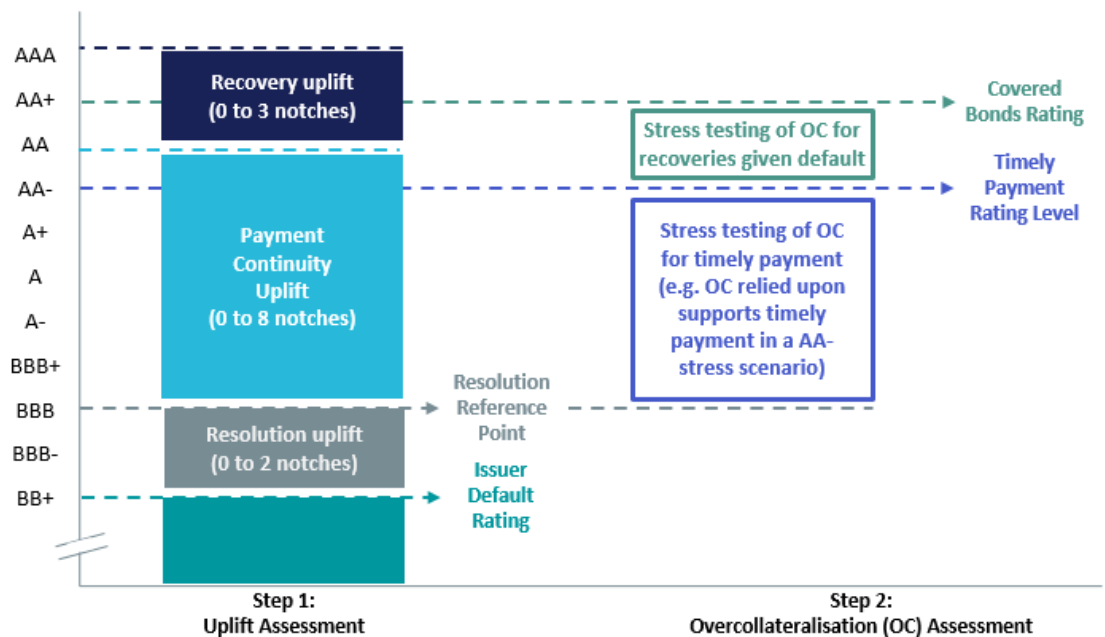 AAA
AA+
AA
AA-
A+
A
A-
BBB+
BBB
BBB-
BB+
Recovery uplift
(0 to 3 notches)
Payment
Continuity
Uplift
(0 to 8 notches)
Resolution uplift
(0 to 2 notches)
Resolution
Reference
Point
Issuer
Default
Rating
Stress testing of OC for
recoveries given default
Stress testing of OC
for timely payment
(e.g. OC relied upon
supports timely
payment in a AA-
stress scenario)
Covered
Bonds Rating
Timely
Payment
Rating Level
Step 1:
Uplift Assessment
Step 2:
Overcollateralisation (OC) Assessment